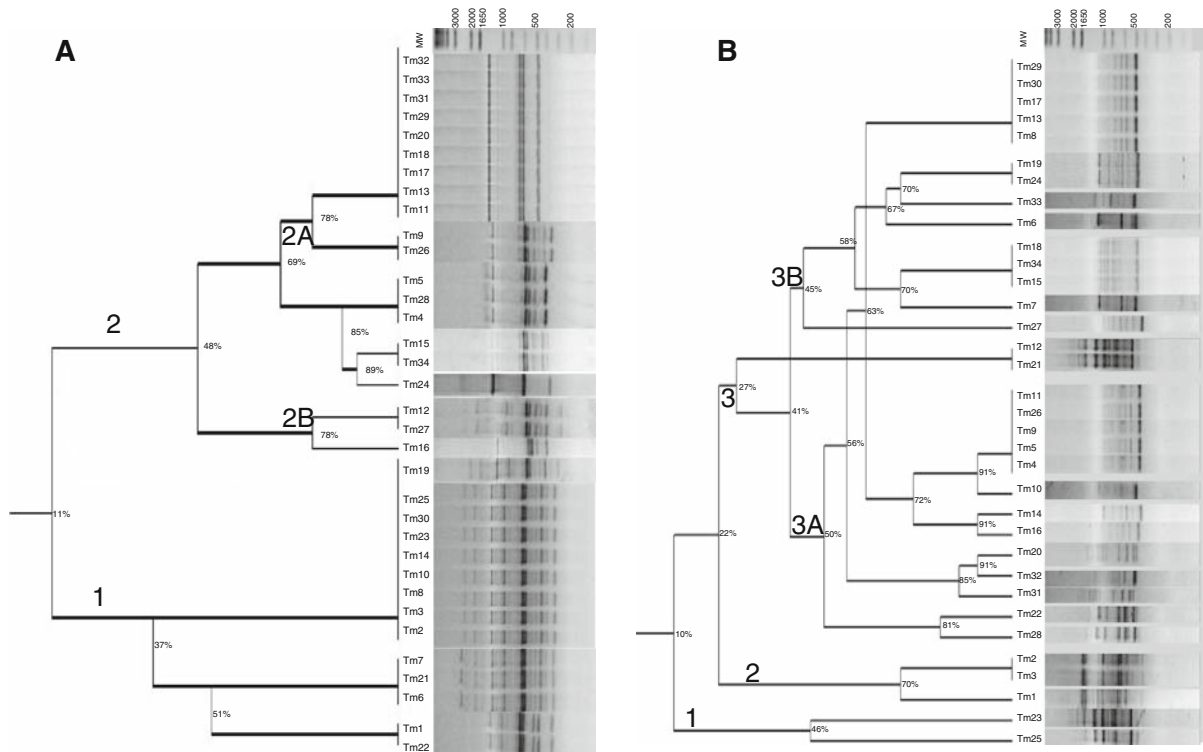 A
MW 3000 2000 1650 1000 500 200
Tm32
Tm33
Tm31
Tm29
Tm20
Tm18
Tm17
Tm13
Tm11
78%
2A
Tm9
Tm26
69%
Tm5
Tm28
Tm4
2
85%
Tm15
48%
Tm34
89%
Tm24
2B
Tm12
Tm27
78%
Tm16
Tm19
Tm25
11%
Tm30
Tm23
Tm14
Tm10
Tm8
1
Tm3
Tm2
37%
Tm7
Tm21
Tm6
51%
Tm1
Tm22
B
MW 3000 2000 1650 1000 500 200
Tm29
Tm30
Tm17
Tm13
Tm8
Tm19
Tm24
70%
Tm33
67%
Tm6
58%
Tm18
Tm34
3B
Tm15
45%
70%
Tm7
63%
Tm27
Tm12
Tm21
27%
3
Tm11
41%
Tm26
Tm9
56%
Tm5
Tm4
91%
72%
Tm10
Tm14
3A
91%
22%
50%
Tm16
Tm20
91%
Tm32
85%
Tm31
Tm22
81%
10%
Tm28
Tm2
2
Tm3
70%
Tm1
1
Tm23
46%
Tm25